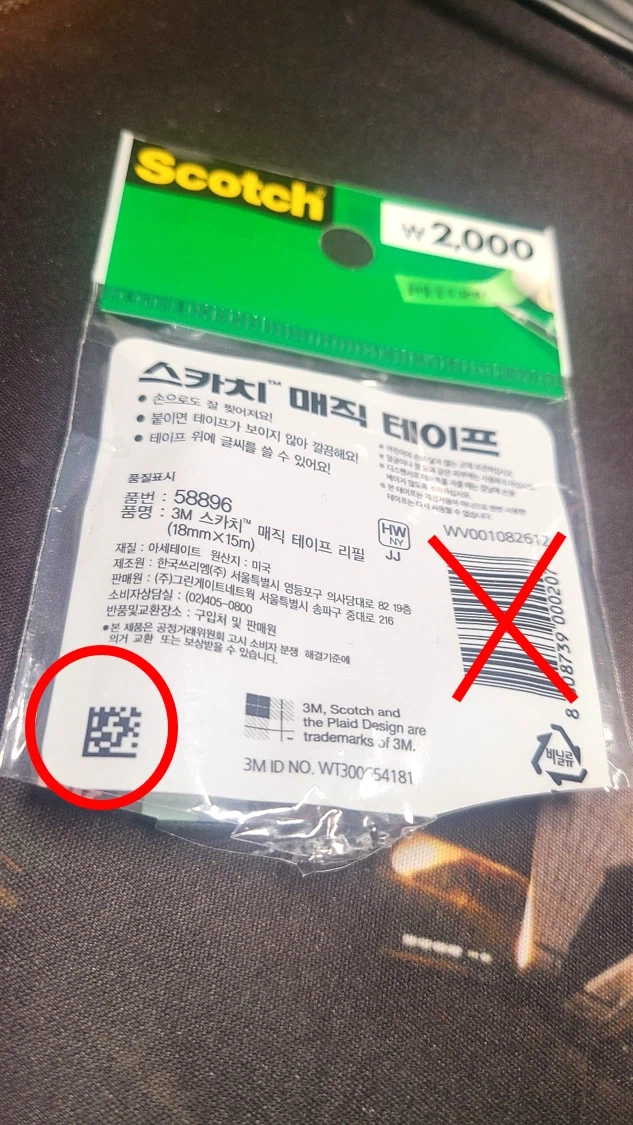 Scotch
₩2,000
스카치™ 매직 테이프
● 손으로도 잘 찢어져요!
● 붙이면 테이프가 보이지 않아 깔끔해요!
● 테이프 위에 글씨를 쓸 수 있어요!
품질표시
품번 : 58896
품명 : 3M 스카치™ 매직 테이프 리필
(18mm×15m)
재질 : 아세테이트 원산지 : 미국
제조원 : 한국쓰리엠(주) 서울특별시 영등포구 의사당대로 82 19층
판매원 : (주)그린게이트네트웍 서울특별시 송파구 중대로 216
소비자상담실 : (02)405-0800
반품및교환장소 : 구입처 및 판매원
●본 제품은 공정거래위원회 고시 소비자 분쟁 해결기준에
의거 교환 또는 보상받을 수 있습니다.
HW
NY
JJ
WV001082612
8 08739 000207
3M, Scotch and
the Plaid Design are
trademarks of 3M.
3M ID NO.
비닐류